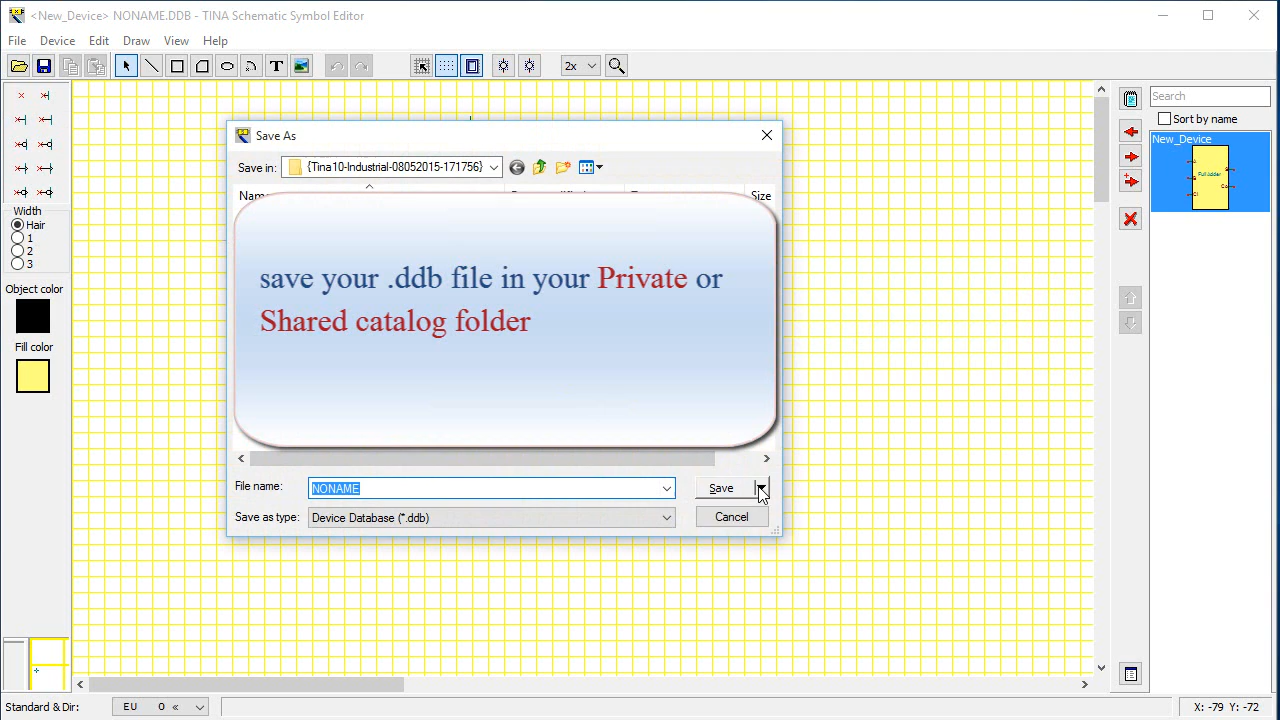 <New_Device> NONAME.DDB - TINA Schematic Symbol Editor
File Device Edit Draw View Help
T
2x
Search
Sort by name
New_Device
Full Adder
Save As
Save in: {Tina10-Industrial-08052015-171756}
Size
save your .ddb file in your Private or
Shared catalog folder
Width
Hair
1
2
3
Object color
Fill color
File name: NONAME Save
Save as type: Device Database (*.ddb) Cancel
Standard & Dir: EU 0 « X: -79 Y: -72